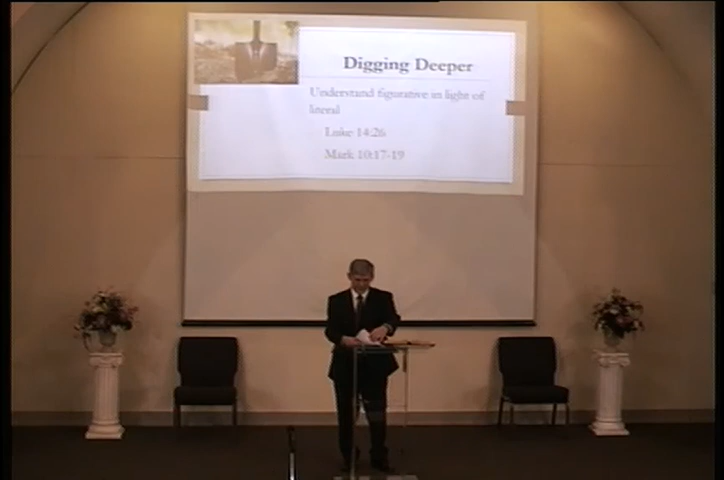 Digging Deeper
Understand figurative in light of
literal
Luke 14:26
Mark 10:17-19